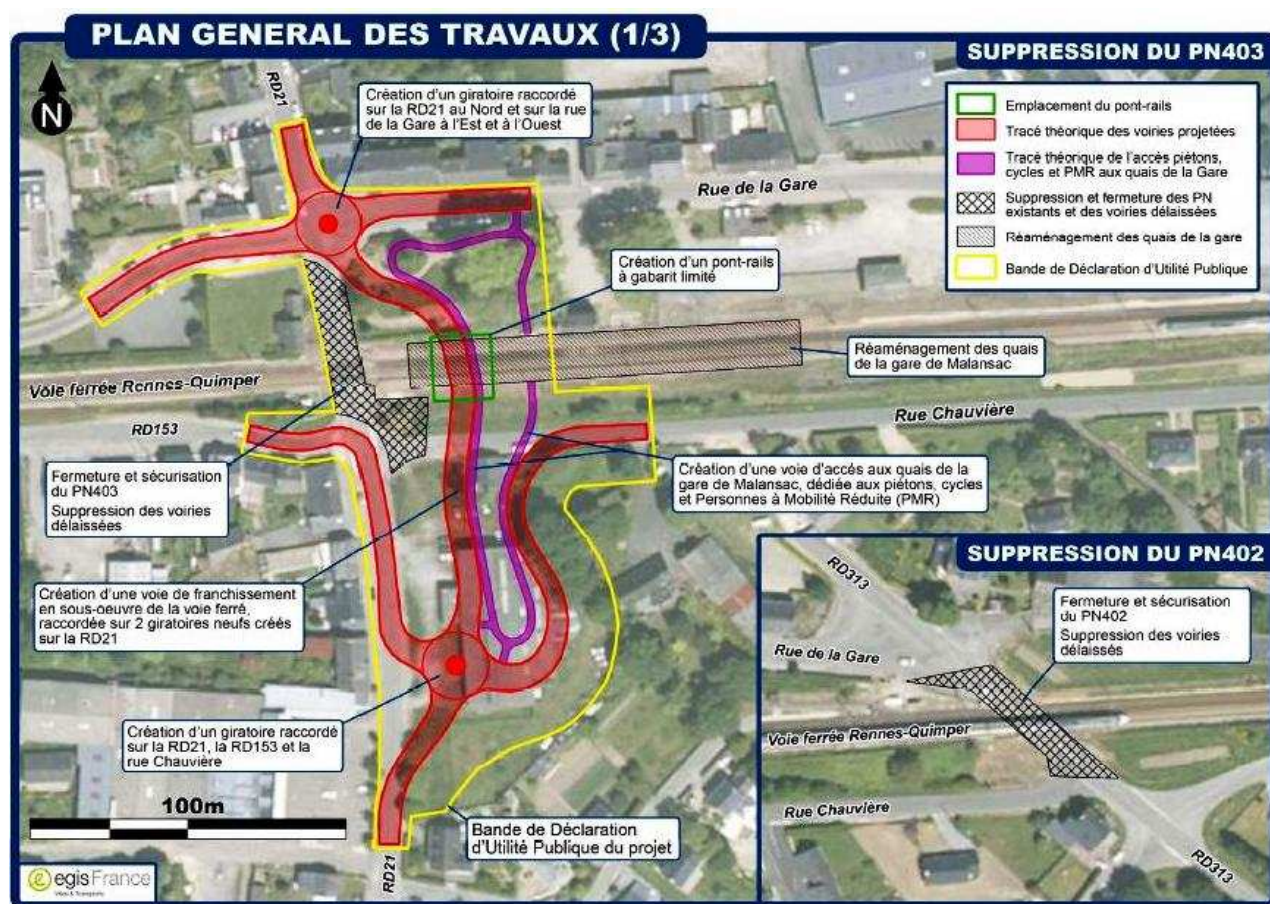 PLAN GENERAL DES TRAVAUX (1/3)
SUPPRESSION DU PN403
N
RD21
Création d'un giratoire raccordé
sur la RD21 au Nord et sur la rue
de la Gare à l'Est et à l'Ouest
Emplacement du pont-rails
Tracé théorique des voiries projetées
Tracé théorique de l'accès piétons,
cycles et PMR aux quais de la Gare
Suppression et fermeture des PN
existants et des voiries délaissées
Réaménagement des quais de la gare
Bande de Déclaration d'Utilité Publique
Rue de la Gare
Création d'un pont-rails
à gabarit limité
Voie ferrée Rennes-Quimper
Réaménagement des quais
de la gare de Malansac
RD153
Rue Chauvière
Fermeture et sécurisation
du PN403
Suppression des voiries
délaissées
Création d'une voie d'accés aux quais de la
gare de Malansac, dédiée aux piétons, cycles
et Personnes à Mobilité Réduite (PMR)
Création d'une voie de franchissement
en sous-oeuvre de la voie ferré,
raccordée sur 2 giratoires neufs créés
sur la RD21
Création d'un giratoire raccordé
sur la RD21, la RD153 et la
rue Chauvière
100m
Bande de Déclaration
d'Utilité Publique du projet
RD21
egis France
SUPPRESSION DU PN402
RD313
Fermeture et sécurisation
du PN402
Suppression des voiries
délaissés
Rue de la Gare
Voie ferrée Rennes-Quimper
Rue Chauvière
RD313